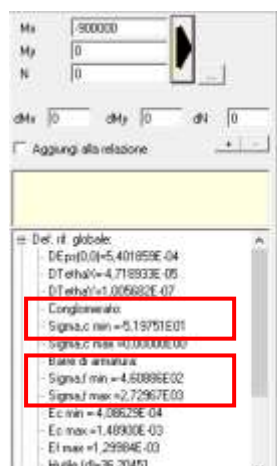 Mx -900000
My 0
N 0
...
dMx 0 dMy 0 dN 0
Aggiungi alla relazione + -
Def. rif. globale:
DEps(0,0)=5,401859E-04
DTethaX=-4,718933E-05
DTethaY=1,005682E-07
Conglomerato:
Sigma,c min =-5,19751E01
Sigma,c max =0,00000E00
Barre di armatura:
Sigma,f min =-4,60886E02
Sigma,f max =2,72967E03
Ec min =-4,08629E-04
Ec max =1,48900E-03
Ef max =1,29984E-03